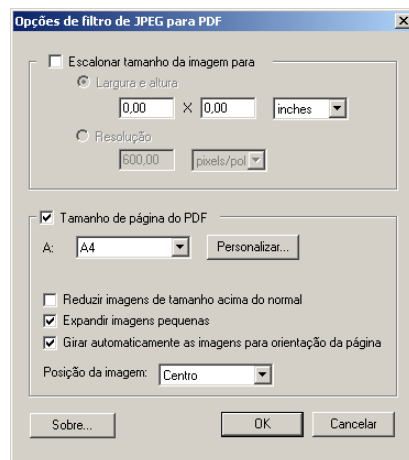 Opções de filtro de JPEG para PDF
Escalonar tamanho da imagem para
Largura e altura
0,00 X 0,00 inches
Resolução
600,00 pixels/pol
Tamanho de página do PDF
A: A4 Personalizar...
Reduzir imagens de tamanho acima do normal
Expandir imagens pequenas
Girar automaticamente as imagens para orientação da página
Posição da imagem: Centro
Sobre... OK Cancelar